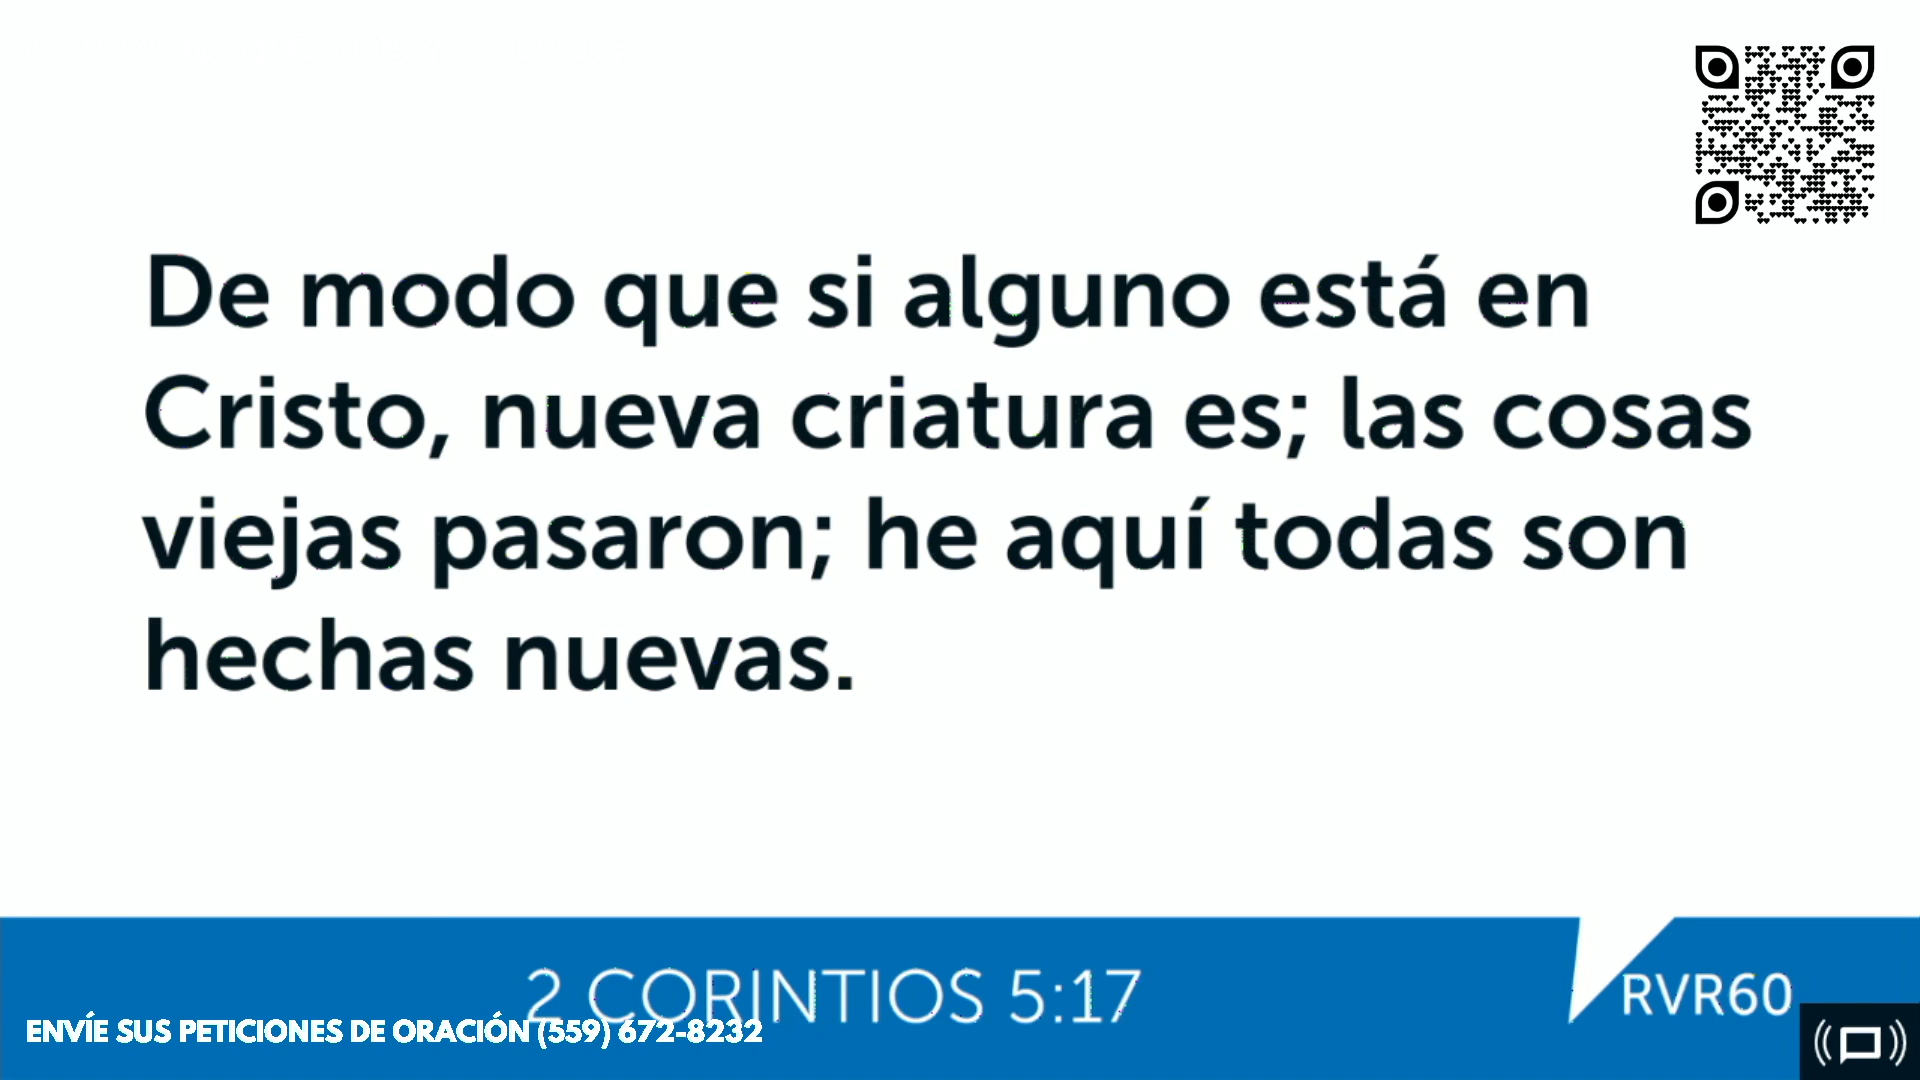 De modo que si alguno está en
Cristo, nueva criatura es; las cosas
viejas pasaron; he aquí todas son
hechas nuevas.
2 CORINTIOS 5:17
RVR60
ENVÍE SUS PETICIONES DE ORACIÓN (559) 672-8232